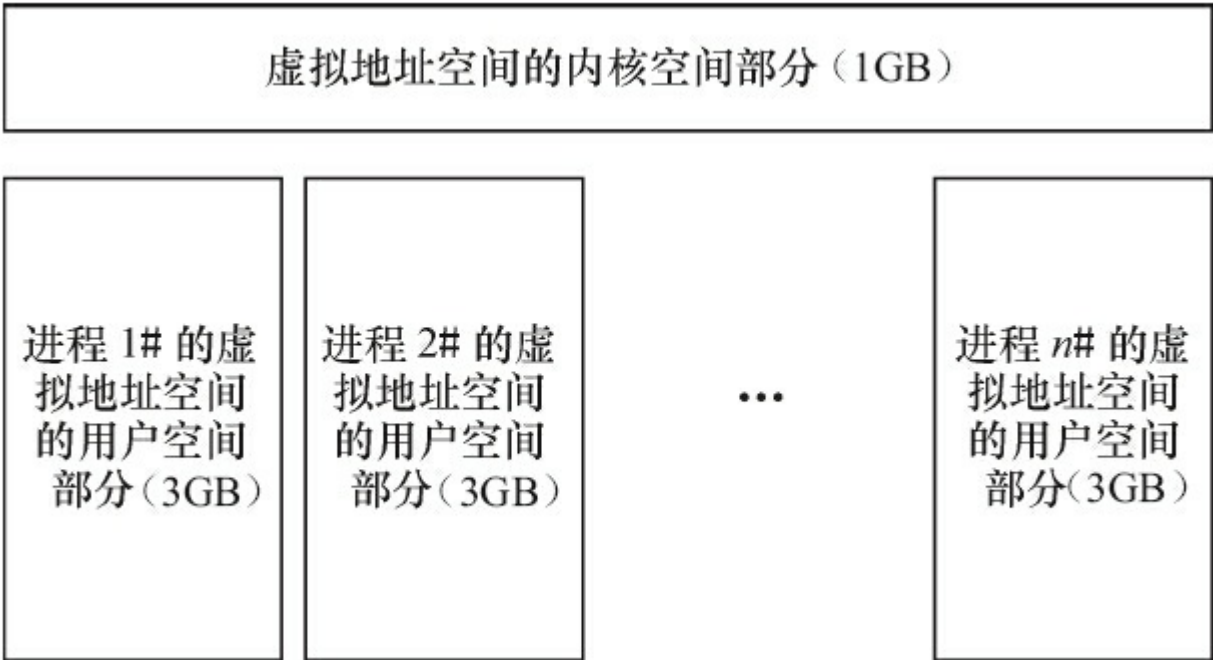 虚拟地址空间的内核空间部分（1GB）
进程 1# 的虚
拟地址空间
的用户空间
部分（3GB）
进程 2# 的虚
拟地址空间
的用户空间
部分（3GB）
...
进程 n# 的虚
拟地址空间
的用户空间
部分（3GB）